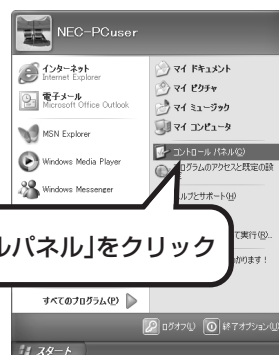 NEC-PCuser
インターネット
Internet Explorer
電子メール
Microsoft Office Outlook
MSN Explorer
Windows Media Player
Windows Messenger
すべてのプログラム(P)
マイ ドキュメント
マイ ピクチャ
マイ ミュージック
マイ コンピュータ
コントロール パネル(C)
プログラムのアクセスと既定の設
ルプとサポート(H)
て実行(R)...
かります!
ルパネル」をクリック
ログオフ(L)
終了オプション(U)
スタート